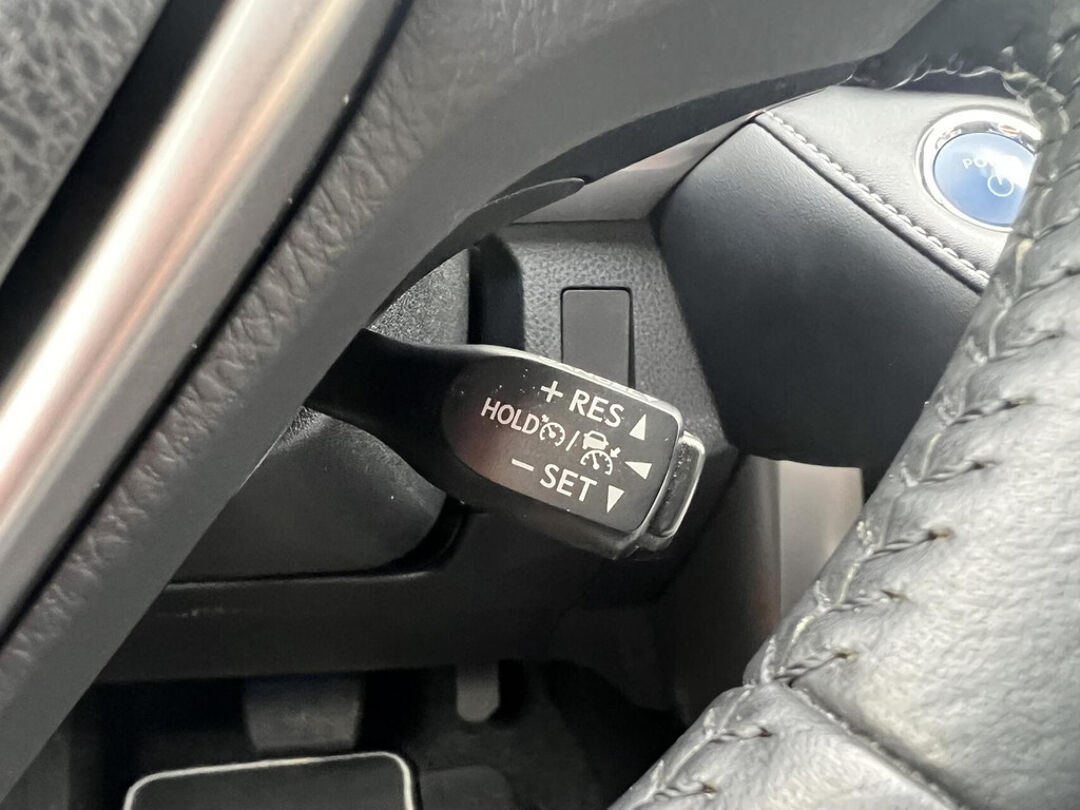 + RES ▲
HOLD / ◀
− SET ▼